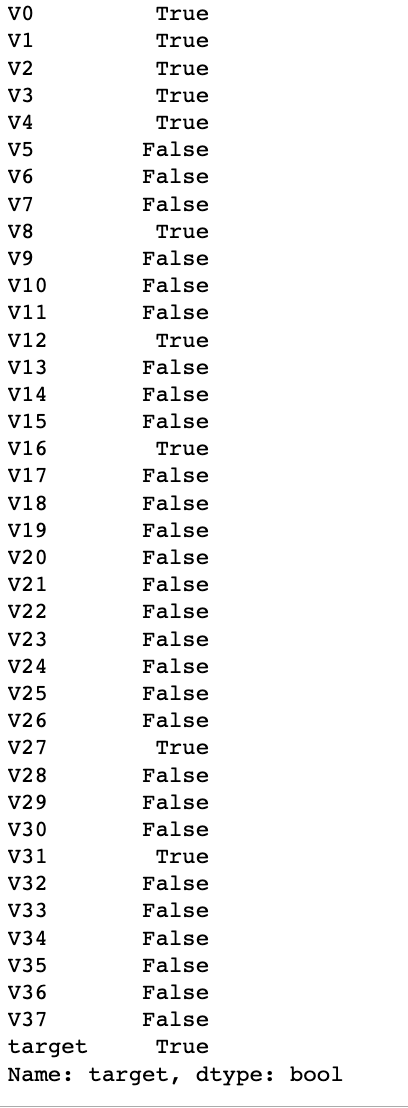 V0 True
V1 True
V2 True
V3 True
V4 True
V5 False
V6 False
V7 False
V8 True
V9 False
V10 False
V11 False
V12 True
V13 False
V14 False
V15 False
V16 True
V17 False
V18 False
V19 False
V20 False
V21 False
V22 False
V23 False
V24 False
V25 False
V26 False
V27 True
V28 False
V29 False
V30 False
V31 True
V32 False
V33 False
V34 False
V35 False
V36 False
V37 False
target True
Name: target, dtype: bool